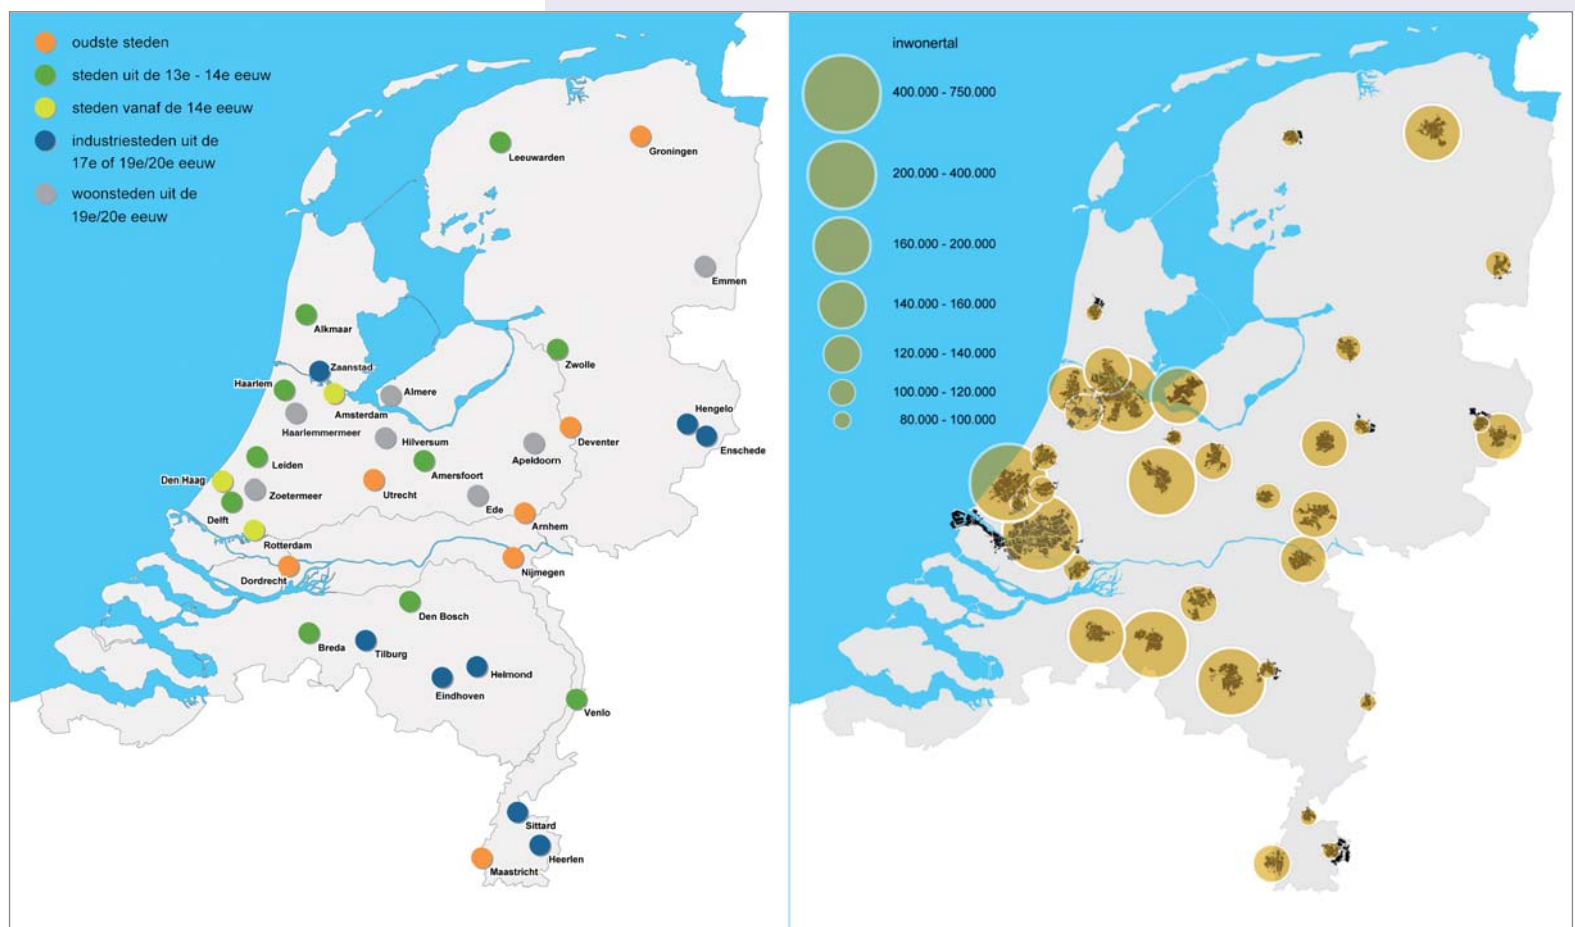 oudste steden
steden uit de 13e - 14e eeuw
steden vanaf de 14e eeuw
industriesteden uit de
17e of 19e/20e eeuw
woonsteden uit de
19e/20e eeuw
Leeuwarden
Groningen
Emmen
Alkmaar
Zwolle
Zaanstad
Haarlem
Almere
Amsterdam
Hengelo
Haarlemmermeer
Hilversum
Deventer
Enschede
Apeldoorn
Leiden
Amersfoort
Den Haag
Zoetermeer
Utrecht
Ede
Delft
Arnhem
Rotterdam
Dordrecht
Nijmegen
Den Bosch
Breda
Tilburg
Helmond
Eindhoven
Venlo
Sittard
Heerlen
Maastricht
inwonertal
400.000 - 750.000
200.000 - 400.000
160.000 - 200.000
140.000 - 160.000
120.000 - 140.000
100.000 - 120.000
80.000 - 100.000